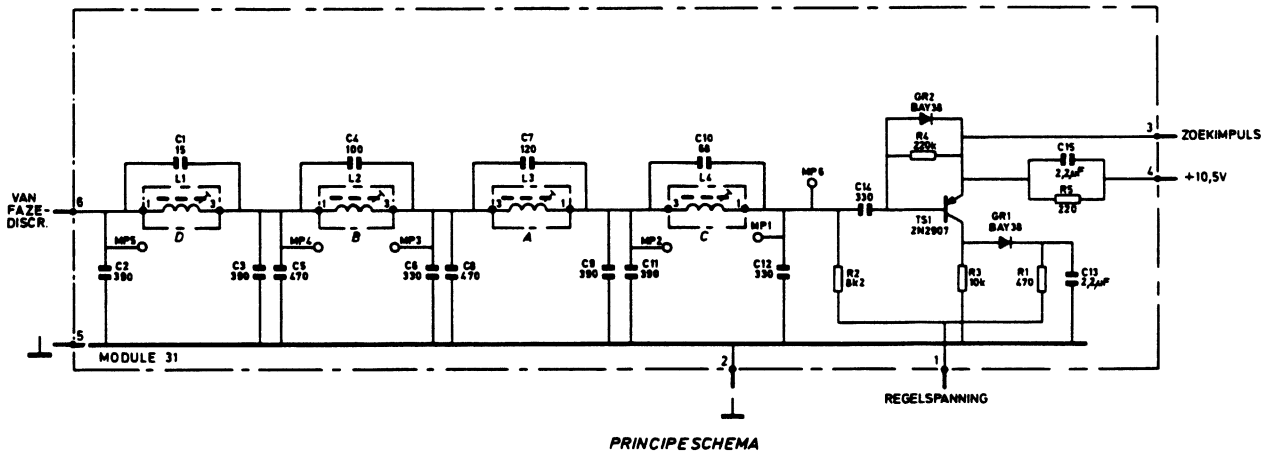 GR2
BAY38
3
ZOEKIMPULS
R4
220k
C1
15
C4
100
C7
120
C10
68
C15
2,2µF
4
+10,5V
R5
220
L1
L2
L3
L4
MP6
C14
330
VAN
FAZE-
DISCR.
6
1
3
1
3
3
1
3
1
TS1
2N2907
GR1
BAY38
D
B
A
C
MP5
MP4
MP3
MP2
MP1
C2
390
C3
390
C5
470
C6
330
C8
470
C9
390
C11
390
C12
330
R2
8k2
R3
10k
R1
470
C13
2,2µF
5
MODULE 31
2
1
REGELSPANNING
PRINCIPESCHEMA